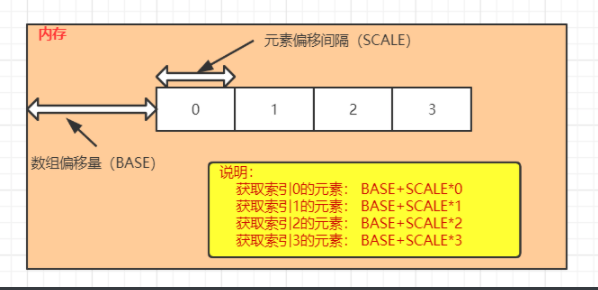 内存
元素偏移间隔（SCALE）
0 1 2 3
数组偏移量（BASE）
说明：
获取索引0的元素： BASE+SCALE*0
获取索引1的元素： BASE+SCALE*1
获取索引2的元素： BASE+SCALE*2
获取索引3的元素： BASE+SCALE*3